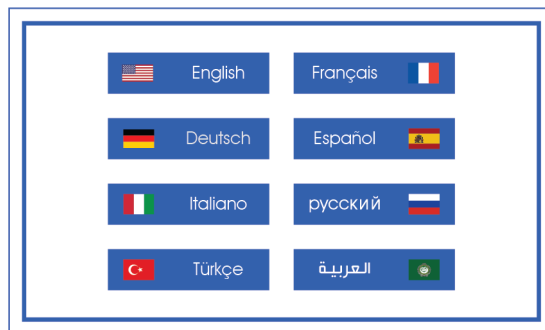 English
Français
Deutsch
Español
Italiano
русский
Türkçe
العربية